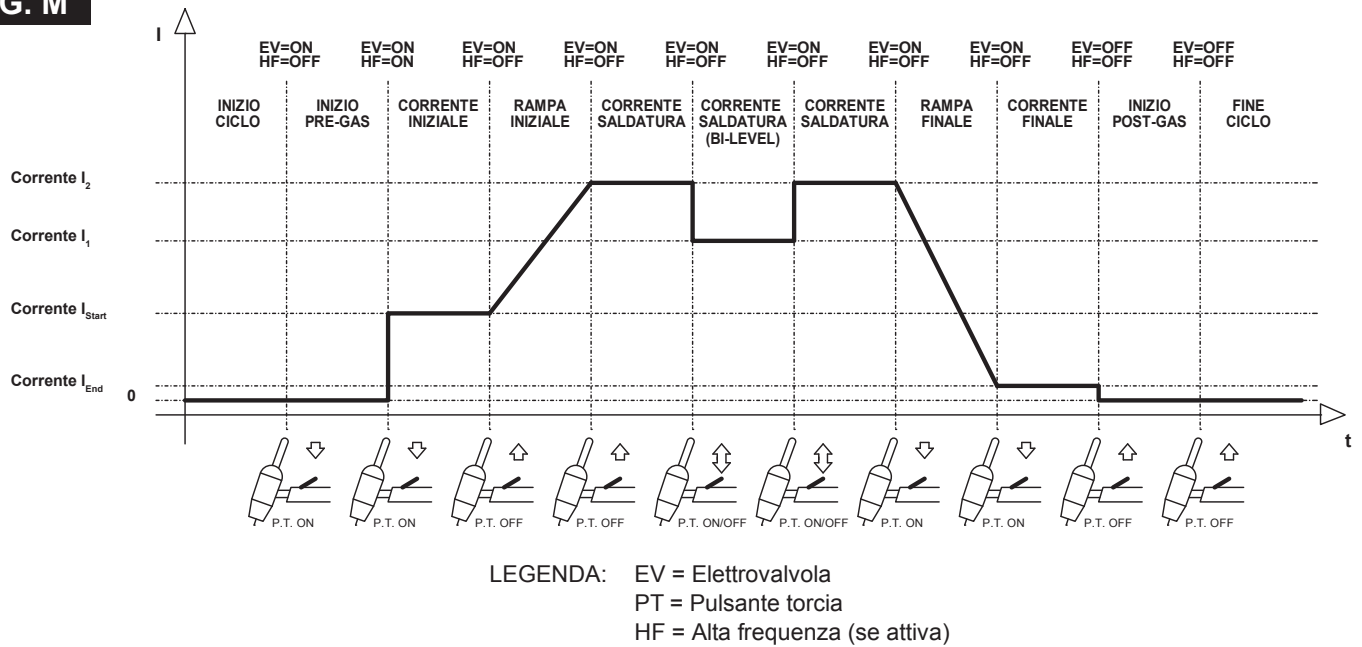 G. M
I
EV=ON EV=ON EV=ON EV=ON EV=ON EV=ON EV=ON EV=ON EV=OFF EV=OFF
HF=OFF HF=ON HF=OFF HF=OFF HF=OFF HF=OFF HF=OFF HF=OFF HF=OFF HF=OFF
INIZIO INIZIO CORRENTE RAMPA CORRENTE CORRENTE CORRENTE RAMPA CORRENTE INIZIO FINE
CICLO PRE-GAS INIZIALE INIZIALE SALDATURA SALDATURA SALDATURA FINALE FINALE POST-GAS CICLO
(BI-LEVEL)
Corrente I2
Corrente I1
Corrente IStart
Corrente IEnd
0
t
P.T. ON P.T. ON P.T. OFF P.T. OFF P.T. ON/OFF P.T. ON/OFF P.T. ON P.T. ON P.T. OFF P.T. OFF
LEGENDA: EV = Elettrovalvola
PT = Pulsante torcia
HF = Alta frequenza (se attiva)